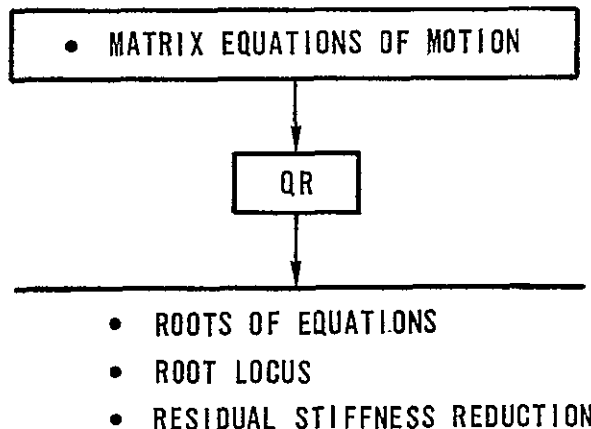 • MATRIX EQUATIONS OF MOTION
QR
• ROOTS OF EQUATIONS
• ROOT LOCUS
• RESIDUAL STIFFNESS REDUCTION